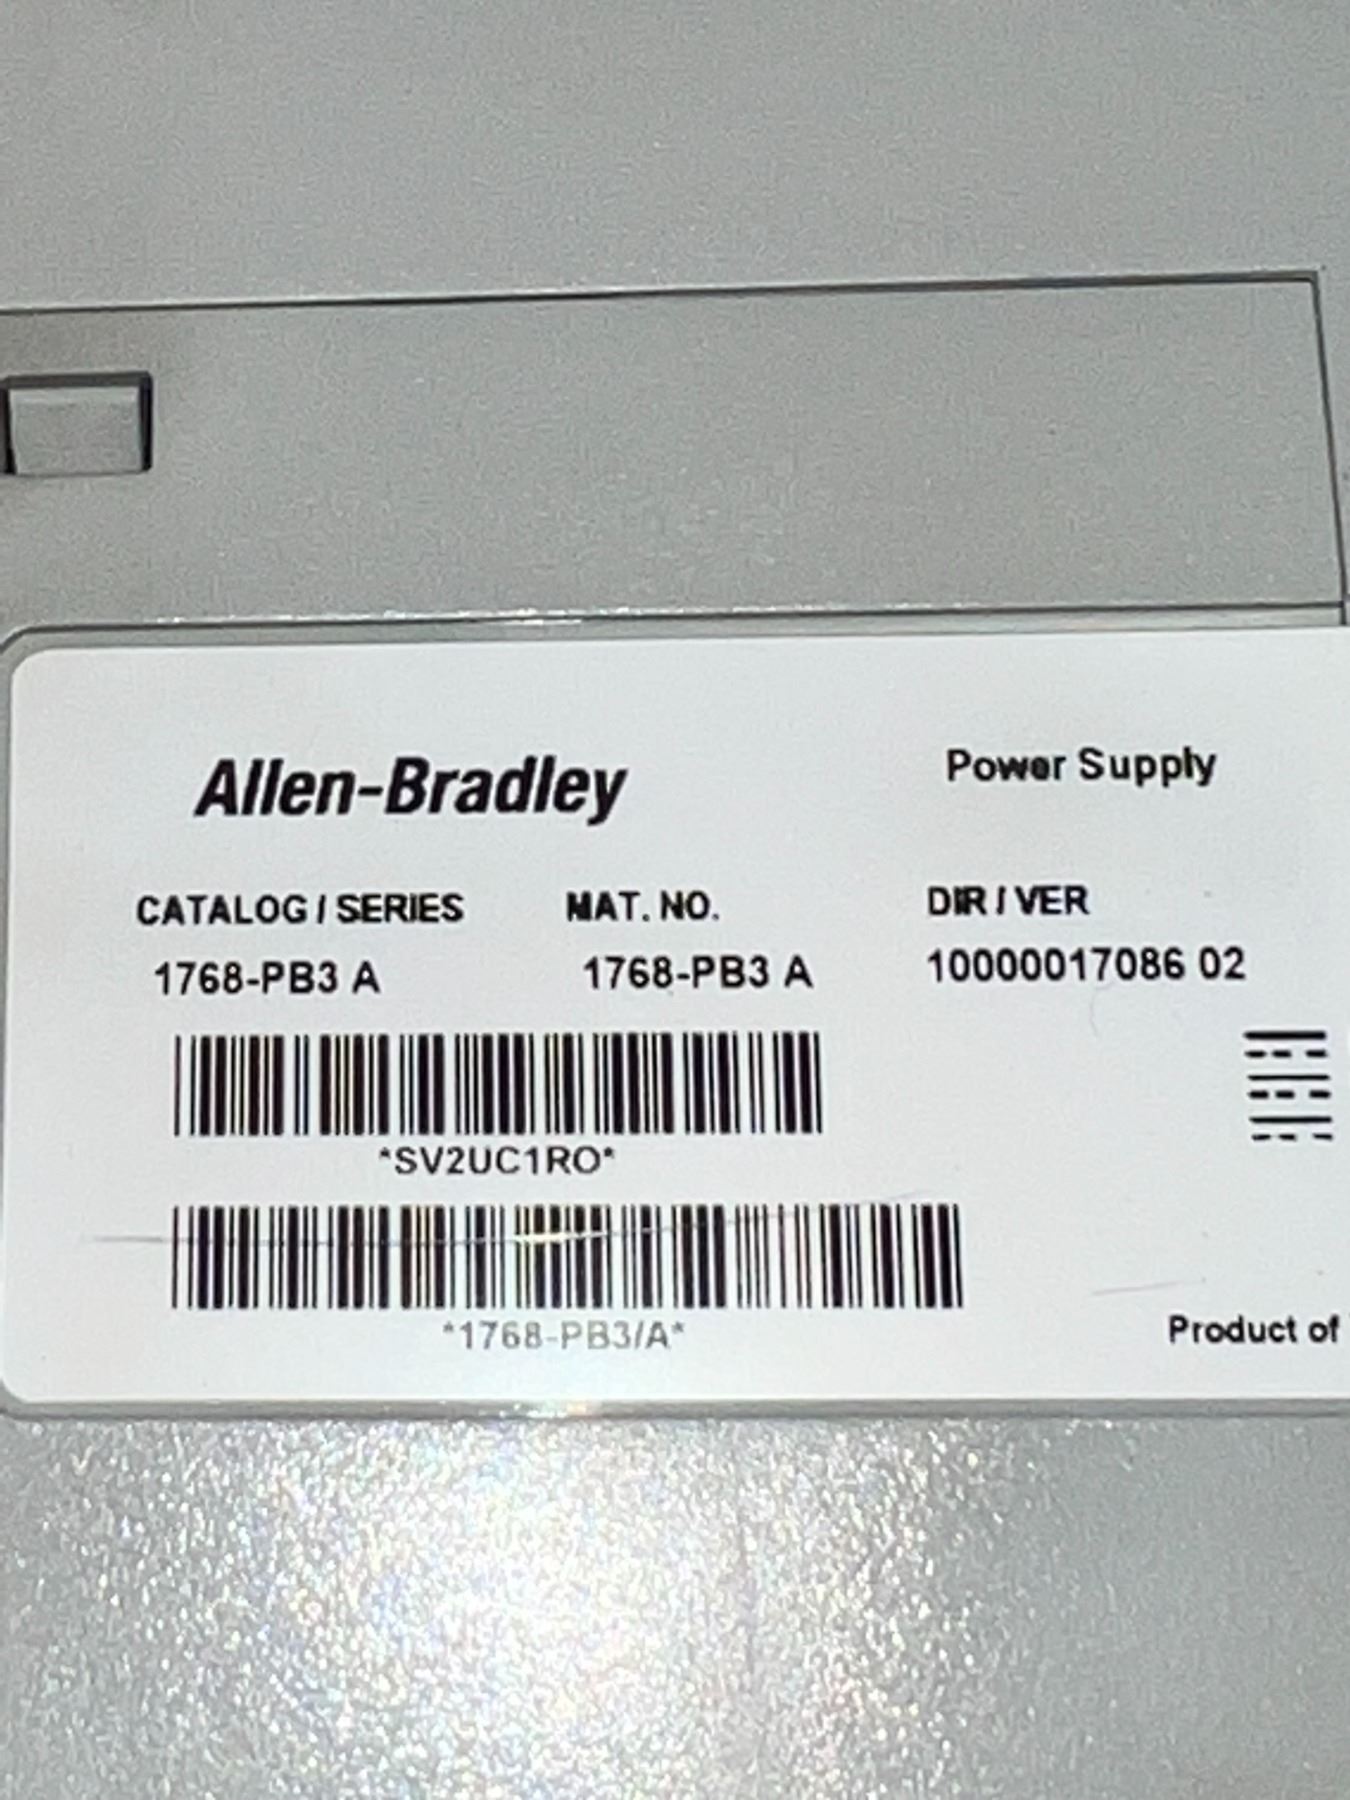 Allen-Bradley
Power Supply
CATALOG / SERIES MAT. NO. DIR / VER
1768-PB3 A 1768-PB3 A 10000017086 02
*SV2UC1RO*
*1768-PB3/A*
Product of